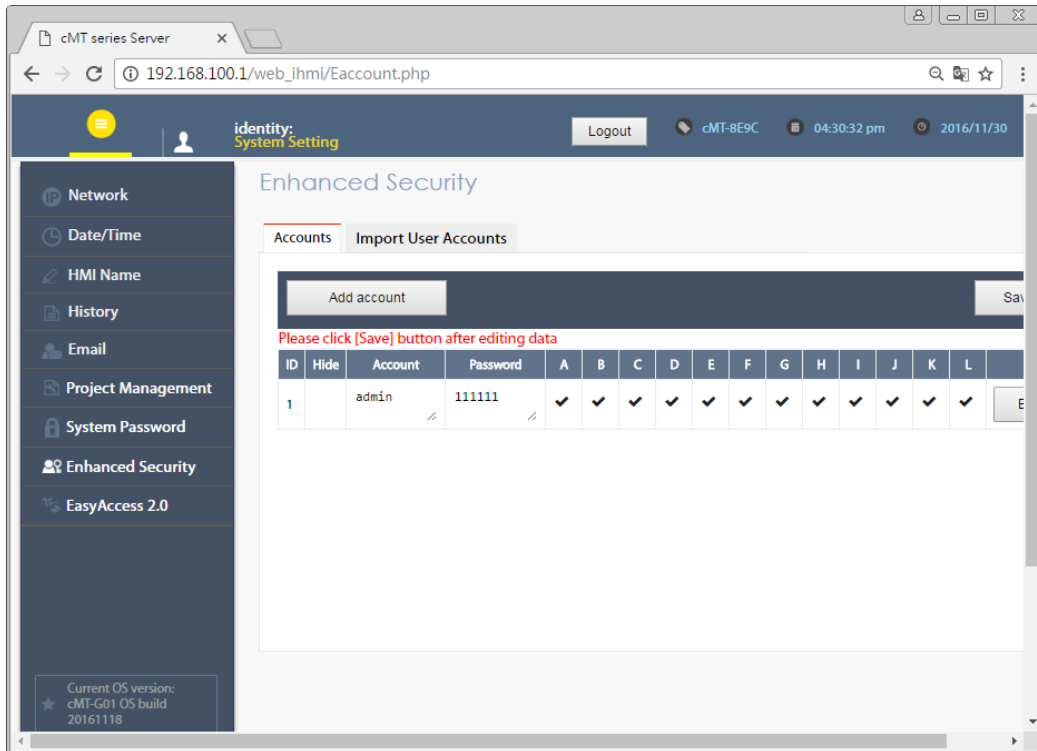 cMT series Server
192.168.100.1/web_ihmi/Eaccount.php
identity:
System Setting
Logout
cMT-8E9C
04:30:32 pm
2016/11/30
Network
Date/Time
HMI Name
History
Email
Project Management
System Password
Enhanced Security
EasyAccess 2.0
Current OS version:
cMT-G01 OS build
20161118
Enhanced Security
Accounts Import User Accounts
Add account
Sav
Please click [Save] button after editing data
ID Hide Account Password A B C D E F G H I J K L
1 admin 111111 ✔ ✔ ✔ ✔ ✔ ✔ ✔ ✔ ✔ ✔ ✔ ✔ E